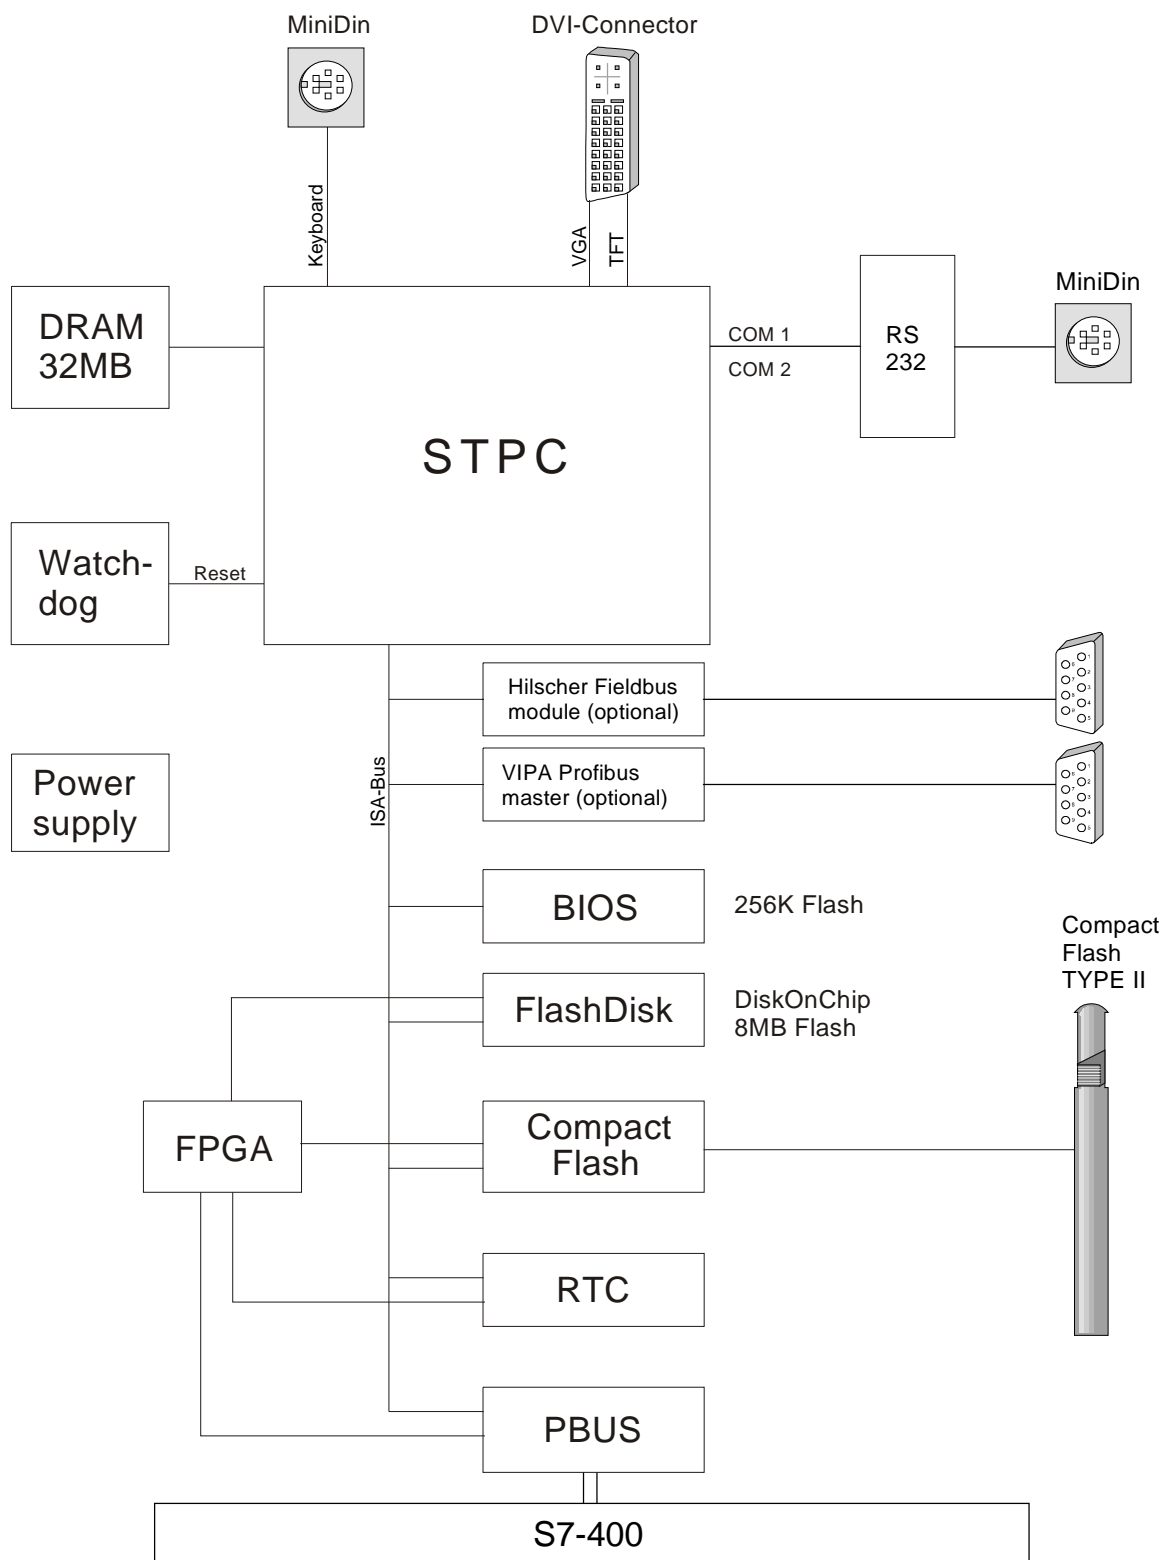 MiniDin
DVI-Connector
Keyboard
VGA
TFT
DRAM
32MB
STPC
COM 1
COM 2
RS
232
MiniDin
Watch-
dog
Reset
Hilscher Fieldbus
module (optional)
ISA-Bus
VIPA Profibus
master (optional)
Power
supply
BIOS
256K Flash
FlashDisk
DiskOnChip
8MB Flash
Compact
Flash
TYPE II
FPGA
Compact
Flash
RTC
PBUS
S7-400